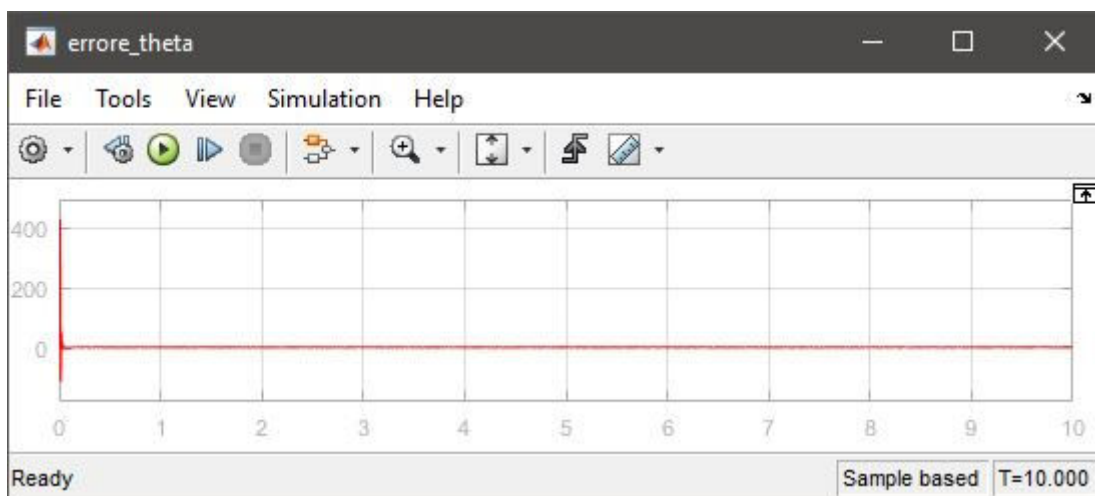 errore_theta
File Tools View Simulation Help
400
200
0
0 1 2 3 4 5 6 7 8 9 10
Ready Sample based T=10.000